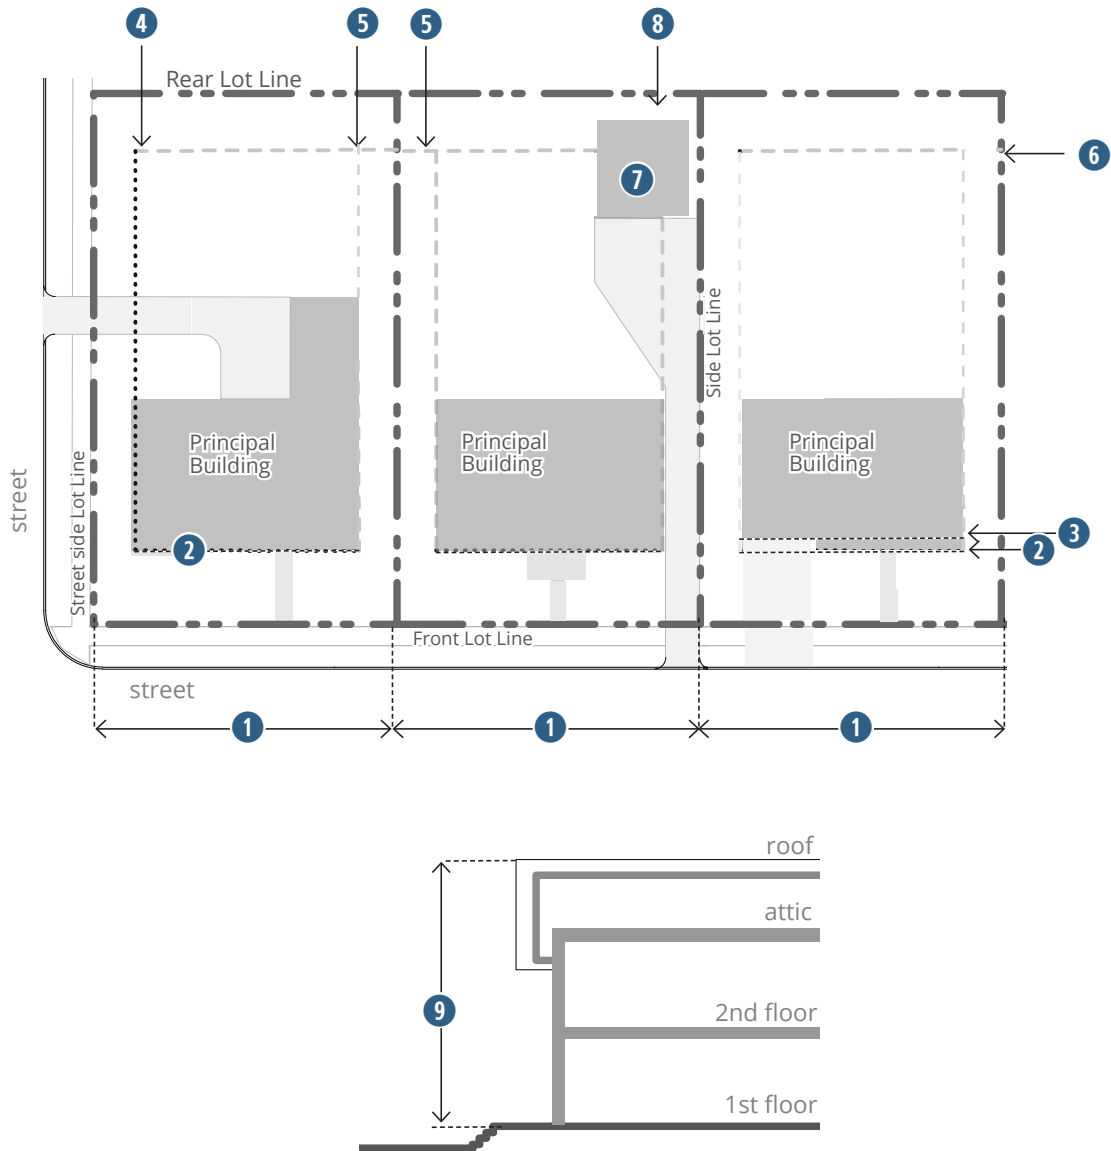 4
5
5
8
Rear Lot Line
6
7
Side Lot Line
Principal
Building
Principal
Building
Principal
Building
street
Street side Lot Line
2
3
2
Front Lot Line
street
1
1
1
roof
attic
9
2nd floor
1st floor